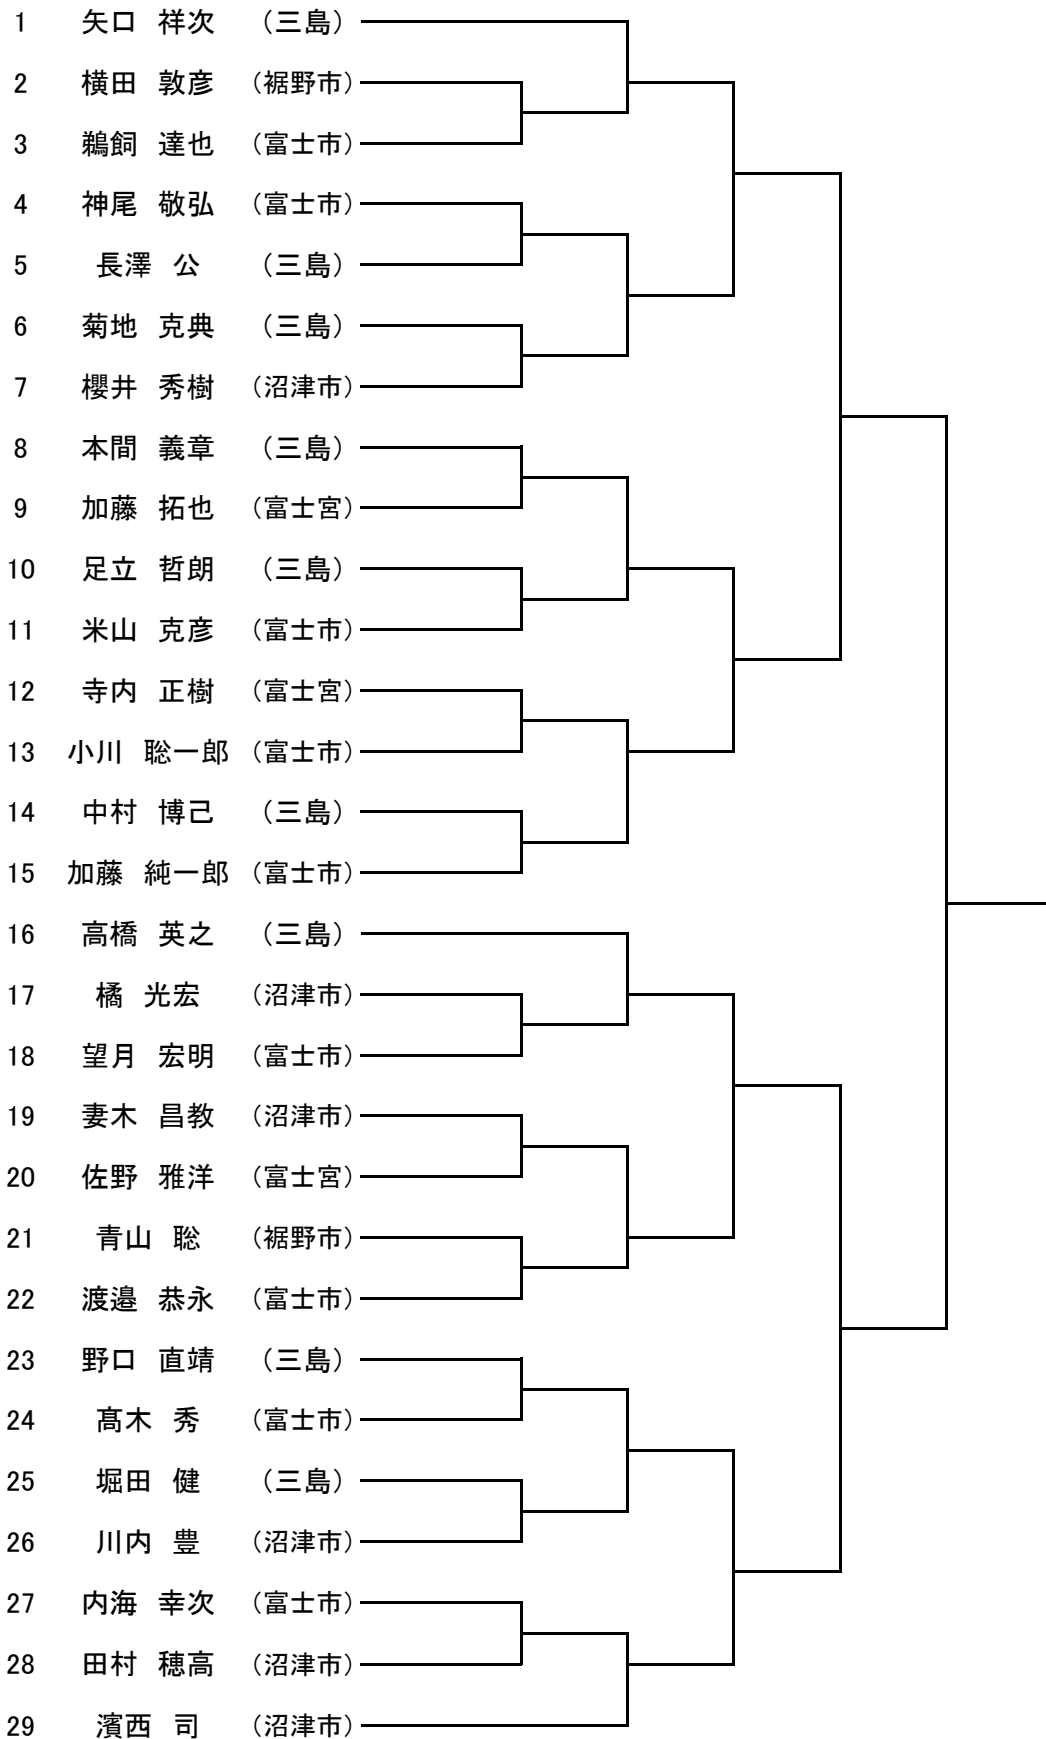 1 矢口 祥次 （三島）
2 横田 敦彦 （裾野市）
3 鵜飼 達也 （富士市）
4 神尾 敬弘 （富士市）
5 長澤 公 （三島）
6 菊地 克典 （三島）
7 櫻井 秀樹 （沼津市）
8 本間 義章 （三島）
9 加藤 拓也 （富士宮）
10 足立 哲朗 （三島）
11 米山 克彦 （富士市）
12 寺内 正樹 （富士宮）
13 小川 聡一郎 （富士市）
14 中村 博己 （三島）
15 加藤 純一郎 （富士市）
16 高橋 英之 （三島）
17 橘 光宏 （沼津市）
18 望月 宏明 （富士市）
19 妻木 昌教 （沼津市）
20 佐野 雅洋 （富士宮）
21 青山 聡 （裾野市）
22 渡邉 恭永 （富士市）
23 野口 直靖 （三島）
24 髙木 秀 （富士市）
25 堀田 健 （三島）
26 川内 豊 （沼津市）
27 内海 幸次 （富士市）
28 田村 穂高 （沼津市）
29 濱西 司 （沼津市）